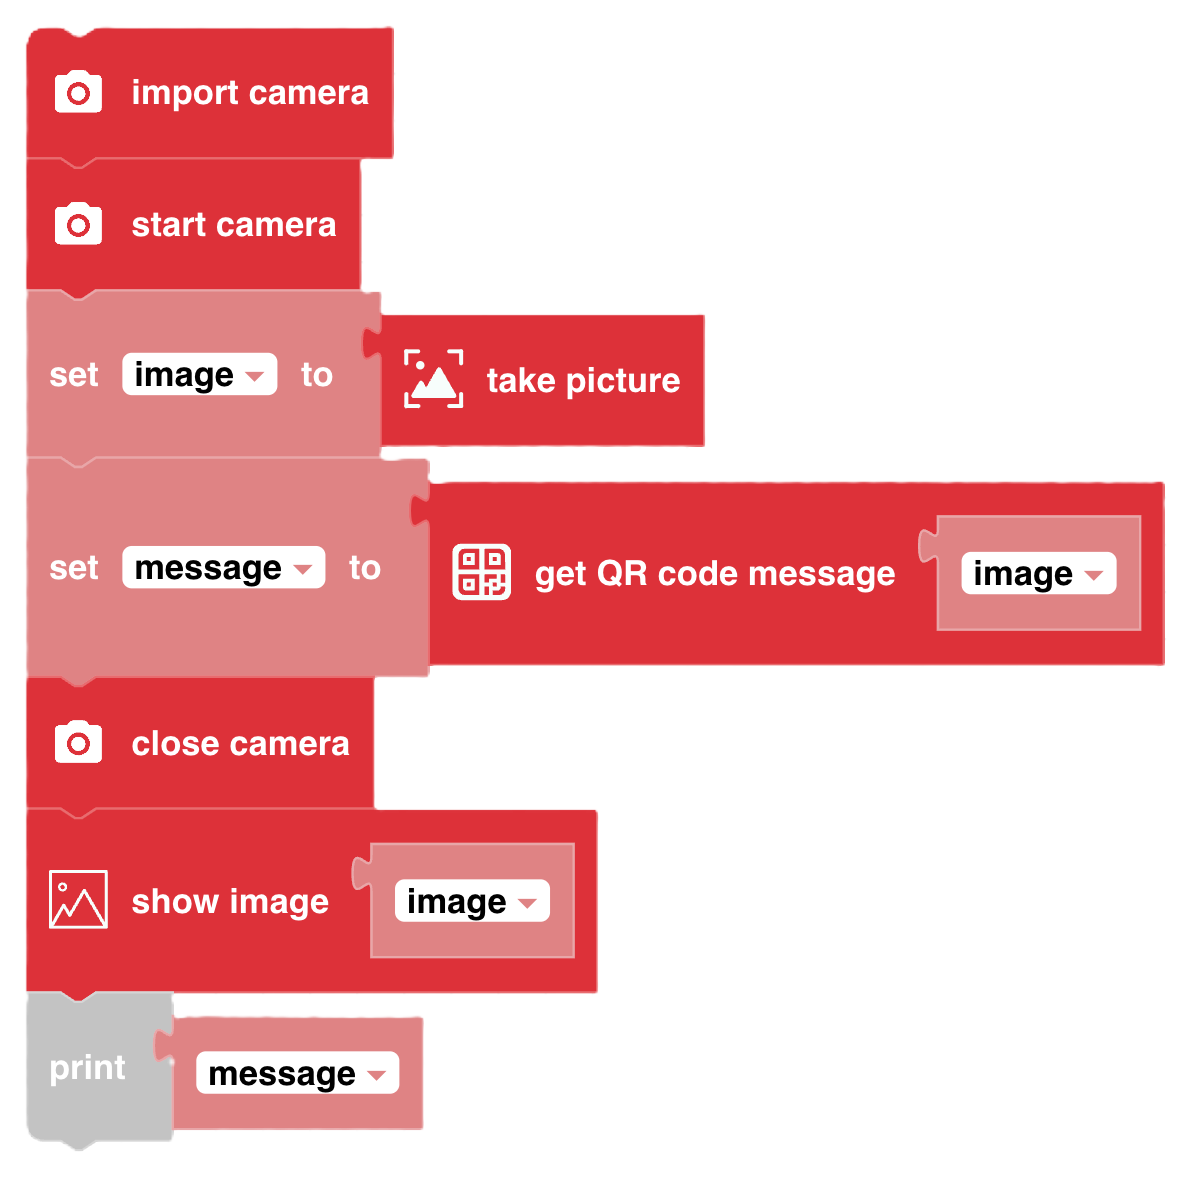 import camera
start camera
set image to take picture
set message to get QR code message image
close camera
show image image
print message